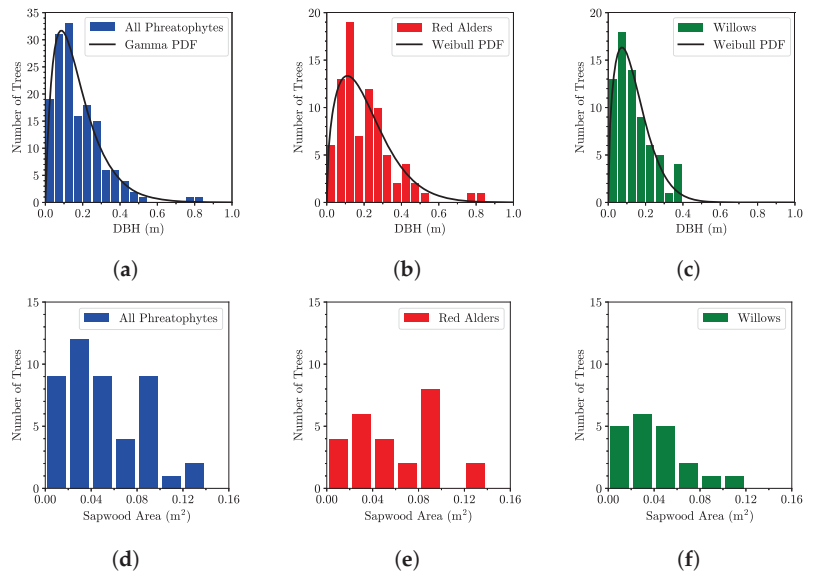 All Phreatophytes
Gamma PDF
Number of Trees
35
30
25
20
15
10
5
0
0.0 0.2 0.4 0.6 0.8 1.0
DBH (m)
(a)
Red Alders
Weibull PDF
Number of Trees
20
15
10
5
0
0.0 0.2 0.4 0.6 0.8 1.0
DBH (m)
(b)
Willows
Weibull PDF
Number of Trees
20
15
10
5
0
0.0 0.2 0.4 0.6 0.8 1.0
DBH (m)
(c)
All Phreatophytes
Number of Trees
15
10
5
0
0.00 0.04 0.08 0.12 0.16
Sapwood Area (m²)
(d)
Red Alders
Number of Trees
15
10
5
0
0.00 0.04 0.08 0.12 0.16
Sapwood Area (m²)
(e)
Willows
Number of Trees
15
10
5
0
0.00 0.04 0.08 0.12 0.16
Sapwood Area (m²)
(f)